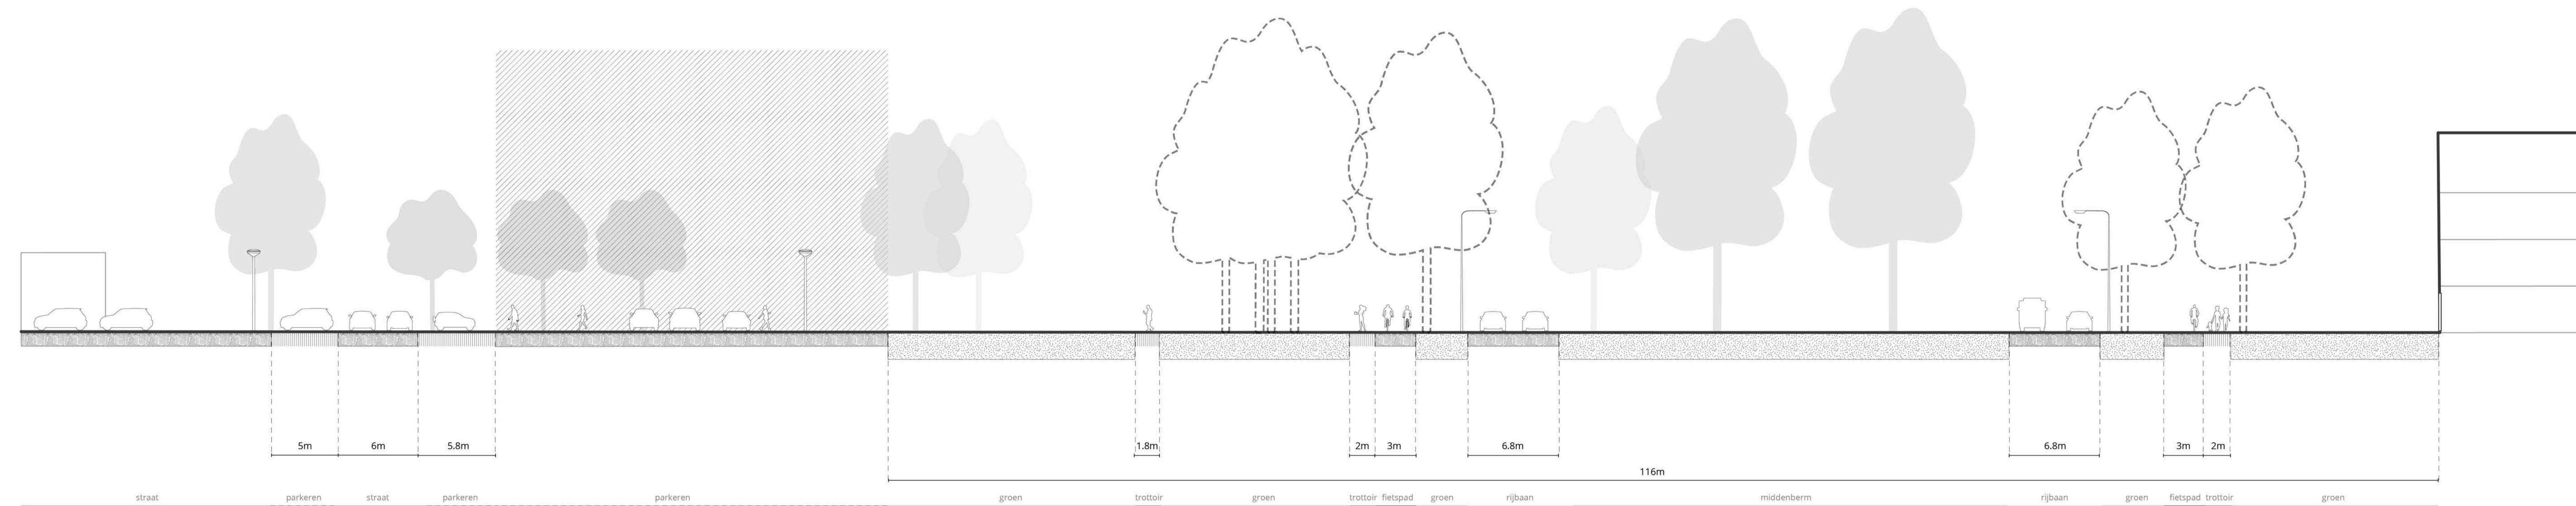 5m 6m 5.8m 1.8m 2m 3m 6.8m 6.8m 3m 2m
116m
straat parkeren straat parkeren parkeren groen trottoir groen trottoir fietspad groen rijbaan middenberm rijbaan groen fietspad trottoir groen